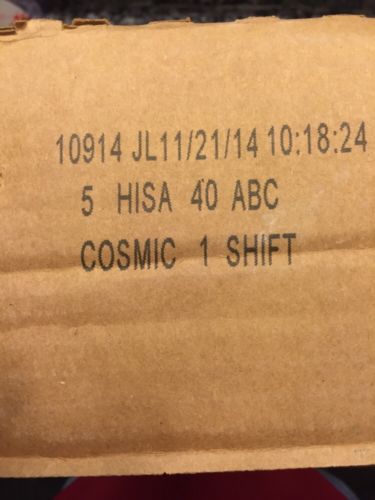 10914 JL11/21/14 10:18:24
5 HISA 40 ABC
COSMIC 1 SHIFT